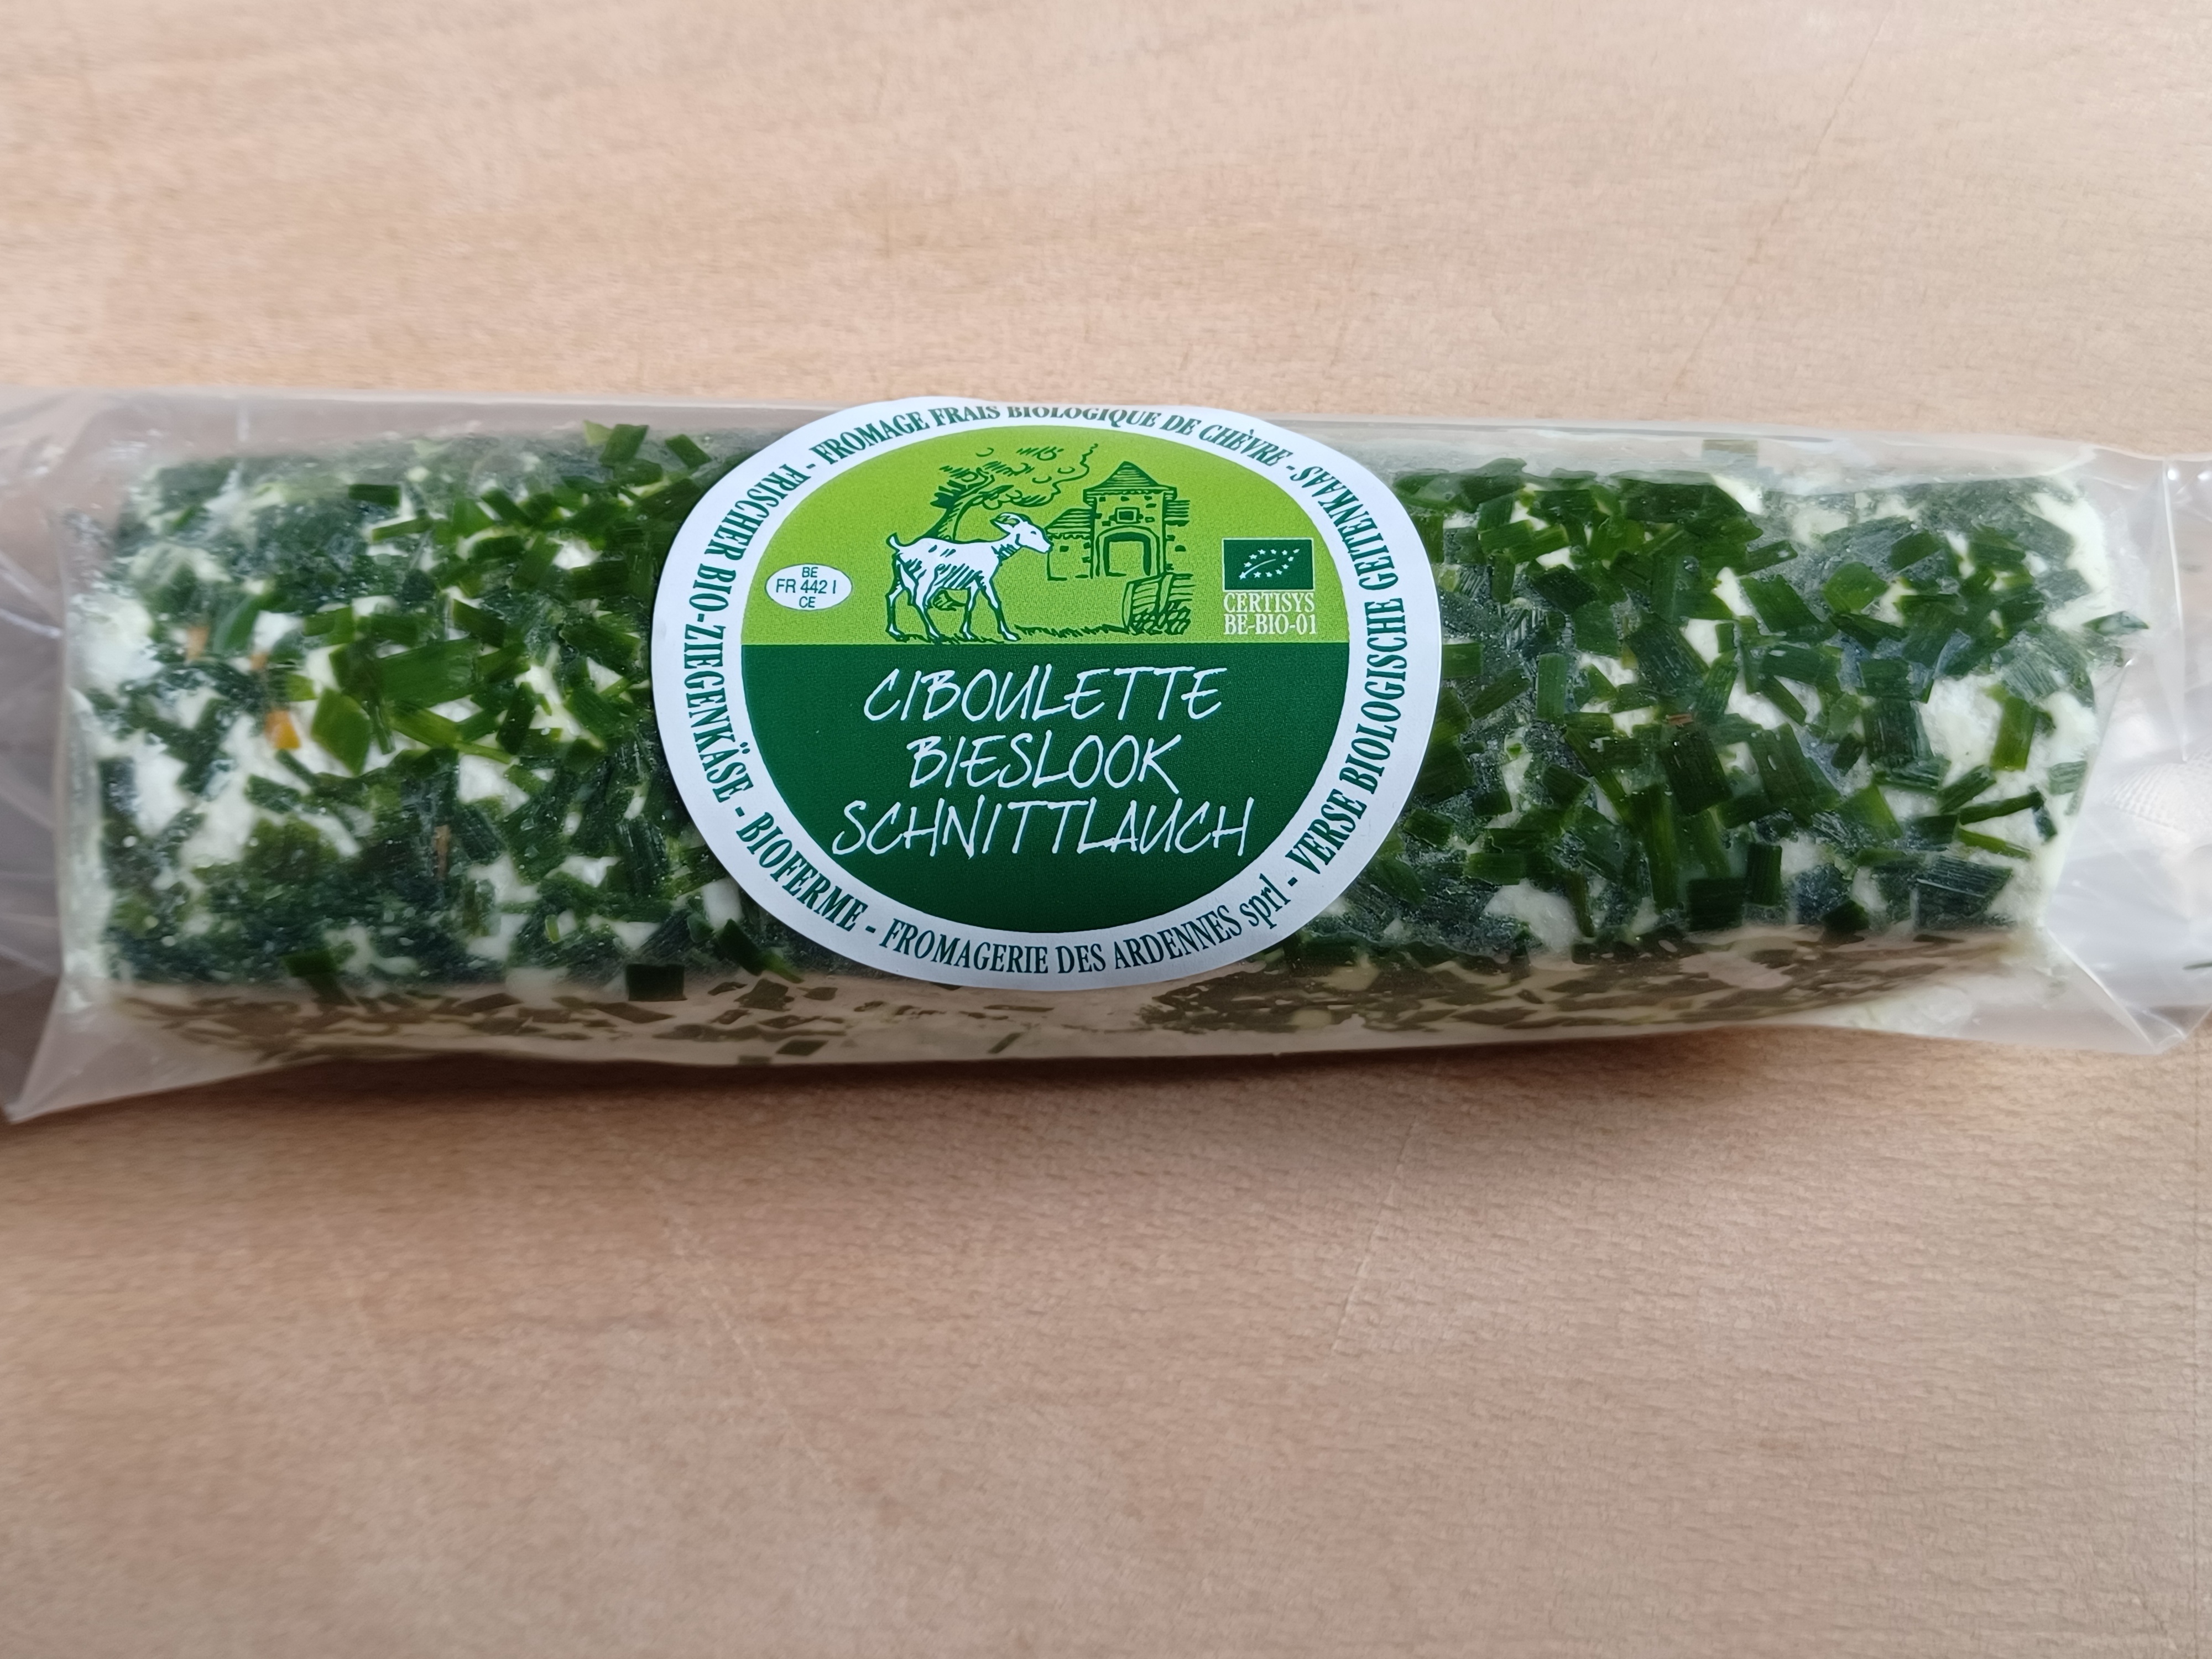 FROMAGE FRAIS BIOLOGIQUE DE CHÈVRE - VERSE BIOLOGISCHE GEITENKAAS - FRISCHER BIO-ZIEGENKÄSE - BIOFERME - FROMAGERIE DES ARDENNES sprl -
BE
FR 442 I
CE
CERTISYS
BE-BIO-01
CIBOULETTE
BIESLOOK
SCHNITTLAUCH